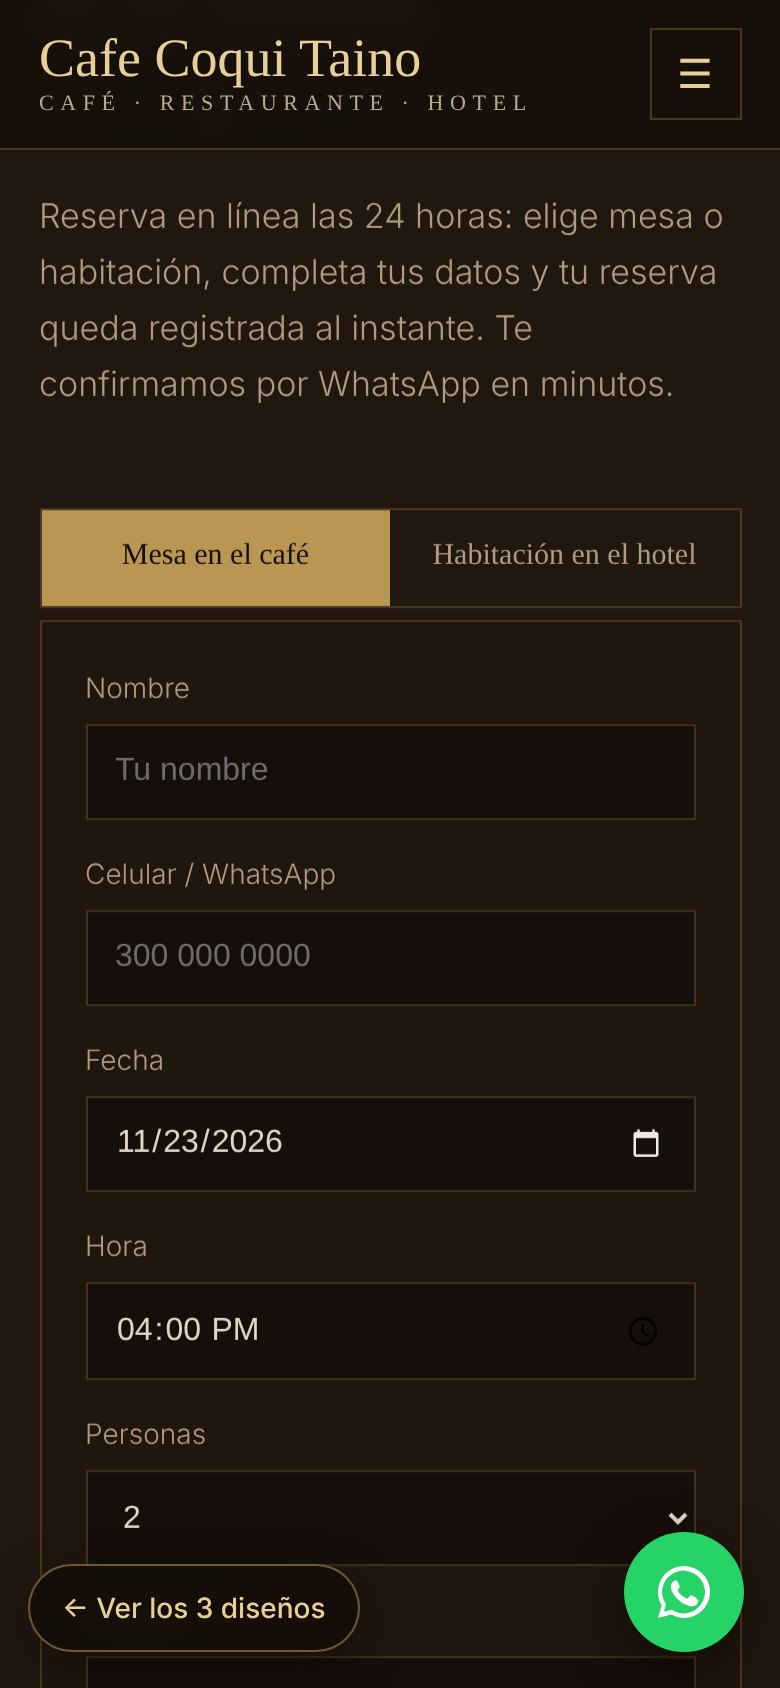 Cafe Coqui Taino
CAFÉ · RESTAURANTE · HOTEL
Reserva en línea las 24 horas: elige mesa o
habitación, completa tus datos y tu reserva
queda registrada al instante. Te
confirmamos por WhatsApp en minutos.
Mesa en el café
Habitación en el hotel
Nombre
Tu nombre
Celular / WhatsApp
300 000 0000
Fecha
11/23/2026
Hora
04:00 PM
Personas
2
← Ver los 3 diseños